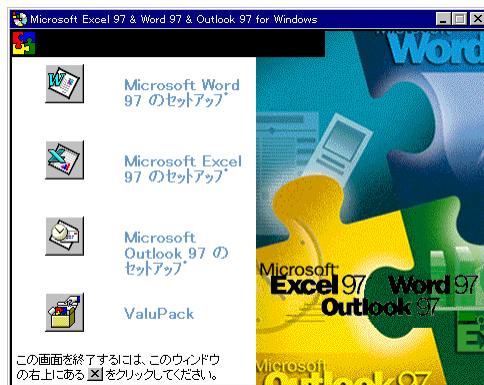 Microsoft Excel 97 & Word 97 & Outlook 97 for Windows
Microsoft Word
97 のセットアップ
Microsoft Excel
97 のセットアップ
Microsoft
Outlook 97 の
セットアップ
ValuPack
この画面を終了するには、このウィンドウ
の右上にある × をクリックしてください。
Word
Microsoft
Excel 97 Word 97
Outlook 97
Outlook 97